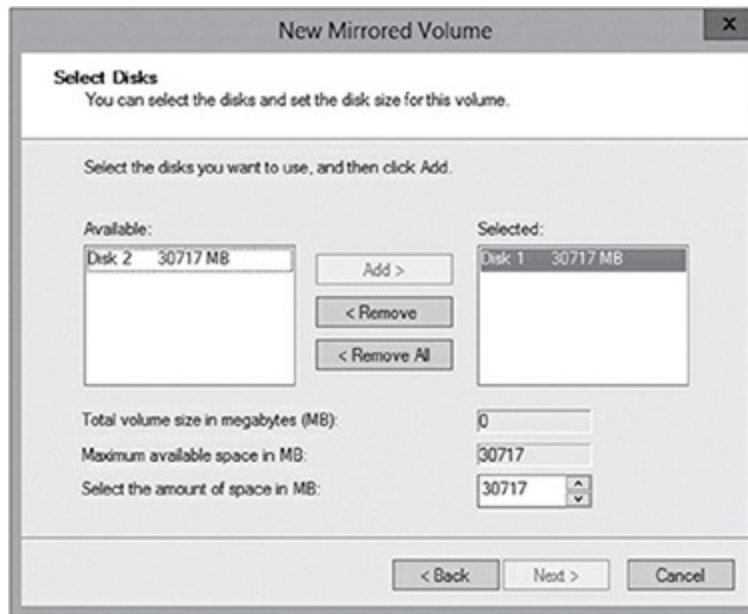 New Mirrored Volume
x
Select Disks
You can select the disks and set the disk size for this volume.
Select the disks you want to use, and then click Add.
Available:
Selected:
Disk 2 30717 MB
Disk 1 30717 MB
Add >
< Remove
< Remove All
Total volume size in megabytes (MB): 0
Maximum available space in MB: 30717
Select the amount of space in MB: 30717
< Back Next > Cancel